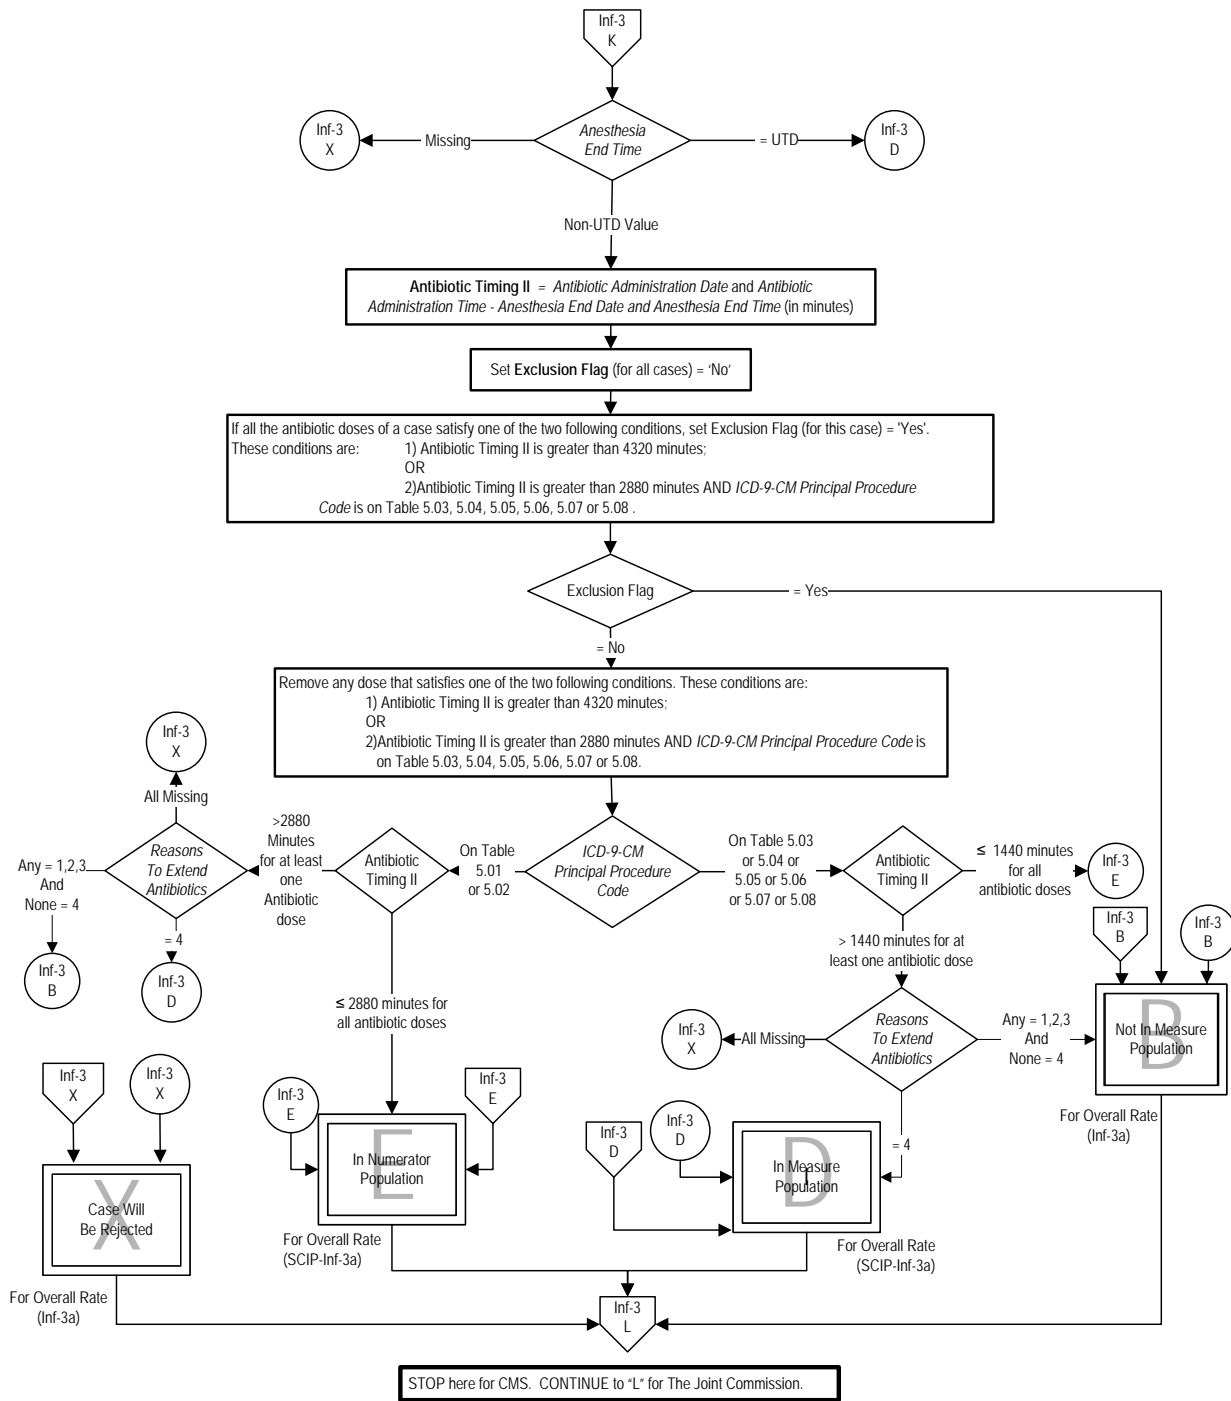 Inf-3
K
Anesthesia
End Time
Missing
= UTD
Inf-3
X
Inf-3
D
Non-UTD Value
Antibiotic Timing II = Antibiotic Administration Date and Antibiotic
Administration Time - Anesthesia End Date and Anesthesia End Time (in minutes)
Set Exclusion Flag (for all cases) = 'No'
If all the antibiotic doses of a case satisfy one of the two following conditions, set Exclusion Flag (for this case) = 'Yes'.
These conditions are: 1) Antibiotic Timing II is greater than 4320 minutes;
OR
2)Antibiotic Timing II is greater than 2880 minutes AND ICD-9-CM Principal Procedure
Code is on Table 5.03, 5.04, 5.05, 5.06, 5.07 or 5.08 .
Exclusion Flag
= Yes
= No
Remove any dose that satisfies one of the two following conditions. These conditions are:
1) Antibiotic Timing II is greater than 4320 minutes;
OR
2)Antibiotic Timing II is greater than 2880 minutes AND ICD-9-CM Principal Procedure Code is
on Table 5.03, 5.04, 5.05, 5.06, 5.07 or 5.08.
Inf-3
X
All Missing
Reasons
To Extend
Antibiotics
Any = 1,2,3
And
None = 4
Inf-3
B
= 4
Inf-3
D
>2880
Minutes
for at least
one
Antibiotic
dose
Antibiotic
Timing II
On Table
5.01
or 5.02
ICD-9-CM
Principal Procedure
Code
On Table 5.03
or 5.04 or
5.05 or 5.06
or 5.07 or 5.08
Antibiotic
Timing II
≤ 1440 minutes
for all
antibiotic doses
Inf-3
E
> 1440 minutes for at
least one antibiotic dose
Inf-3
B
Inf-3
B
≤ 2880 minutes for
all antibiotic doses
Reasons
To Extend
Antibiotics
All Missing
Inf-3
X
Any = 1,2,3
And
None = 4
B
Not In Measure
Population
For Overall Rate
(Inf-3a)
= 4
Inf-3
X
Inf-3
X
X
Case Will
Be Rejected
For Overall Rate
(Inf-3a)
Inf-3
E
Inf-3
E
E
In Numerator
Population
For Overall Rate
(SCIP-Inf-3a)
Inf-3
D
Inf-3
D
D
In Measure
Population
For Overall Rate
(SCIP-Inf-3a)
Inf-3
L
STOP here for CMS. CONTINUE to "L" for The Joint Commission.